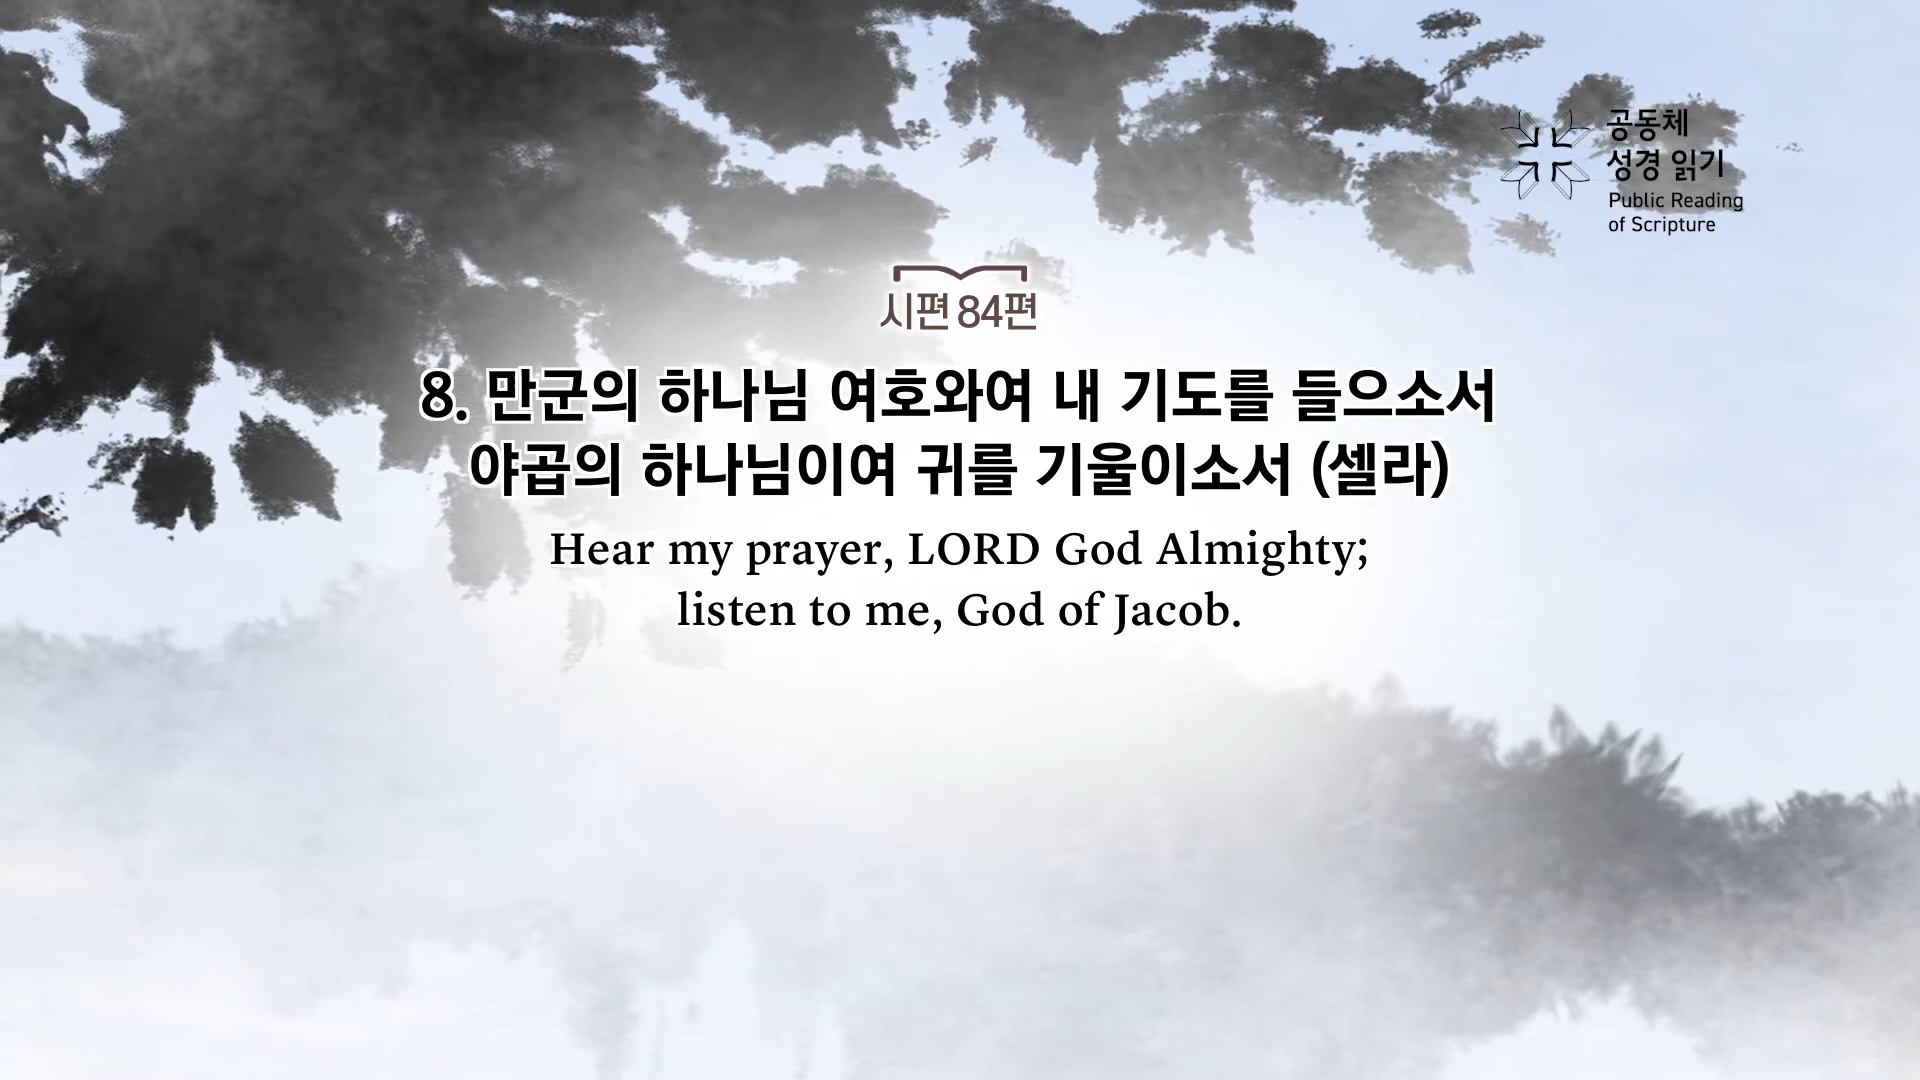 공동체
성경 읽기
Public Reading
of Scripture
시편 84편
8. 만군의 하나님 여호와여 내 기도를 들으소서
야곱의 하나님이여 귀를 기울이소서 (셀라)
Hear my prayer, LORD God Almighty;
listen to me, God of Jacob.